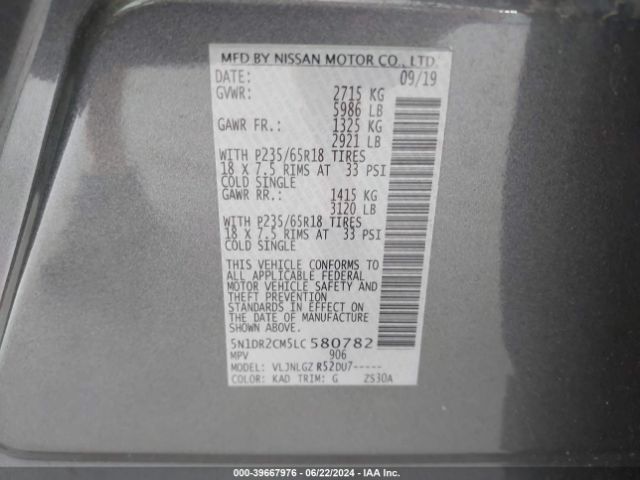 MFD BY NISSAN MOTOR CO., LTD.
DATE: 09/19
GVWR: 2715 KG
5986 LB
GAWR FR.: 1325 KG
2921 LB
WITH P235/65R18 TIRES
18 X 7.5 RIMS AT 33 PSI
COLD SINGLE
GAWR RR.: 1415 KG
3120 LB
WITH P235/65R18 TIRES
18 X 7.5 RIMS AT 33 PSI
COLD SINGLE
THIS VEHICLE CONFORMS TO
ALL APPLICABLE FEDERAL
MOTOR VEHICLE SAFETY AND
THEFT PREVENTION
STANDARDS IN EFFECT ON
THE DATE OF MANUFACTURE
SHOWN ABOVE.
5N1DR2CM5LC580782
MPV 906
MODEL: VLJNLGZ R52DU7-----
COLOR: KAD TRIM: G ZS30A
000-39667976 - 06/22/2024 - IAA Inc.